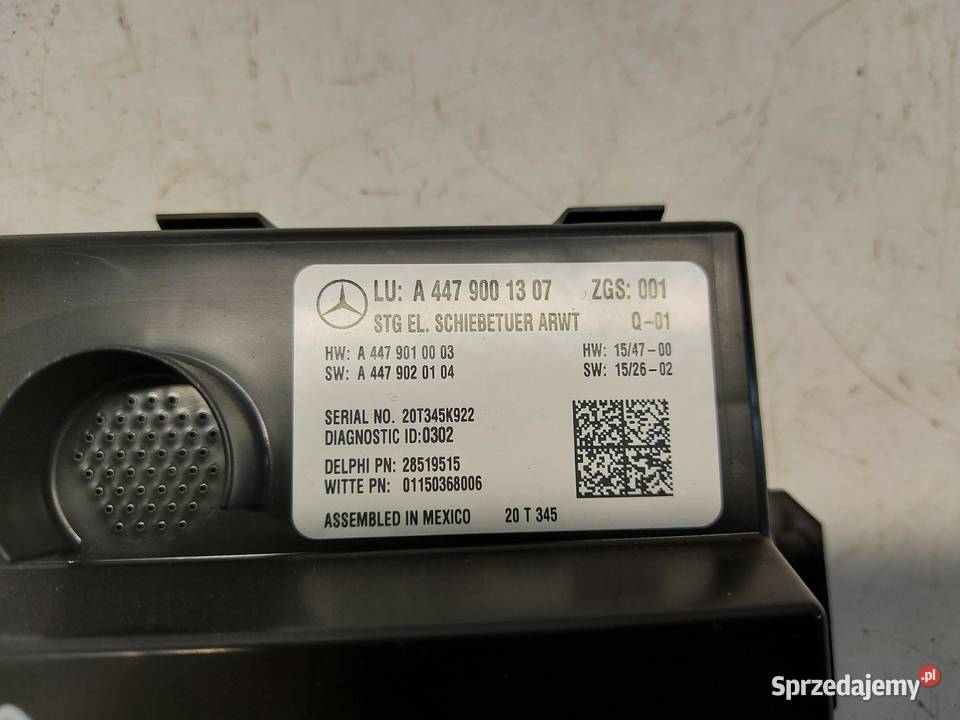 LU: A 447 900 13 07 ZGS: 001
STG EL. SCHIEBETUER ARWT Q-01
HW: A 447 901 00 03 HW: 15/47-00
SW: A 447 902 01 04 SW: 15/26-02
SERIAL NO. 20T345K922
DIAGNOSTIC ID:0302
DELPHI PN: 28519515
WITTE PN: 01150368006
ASSEMBLED IN MEXICO 20 T 345
Sprzedajemy.pl